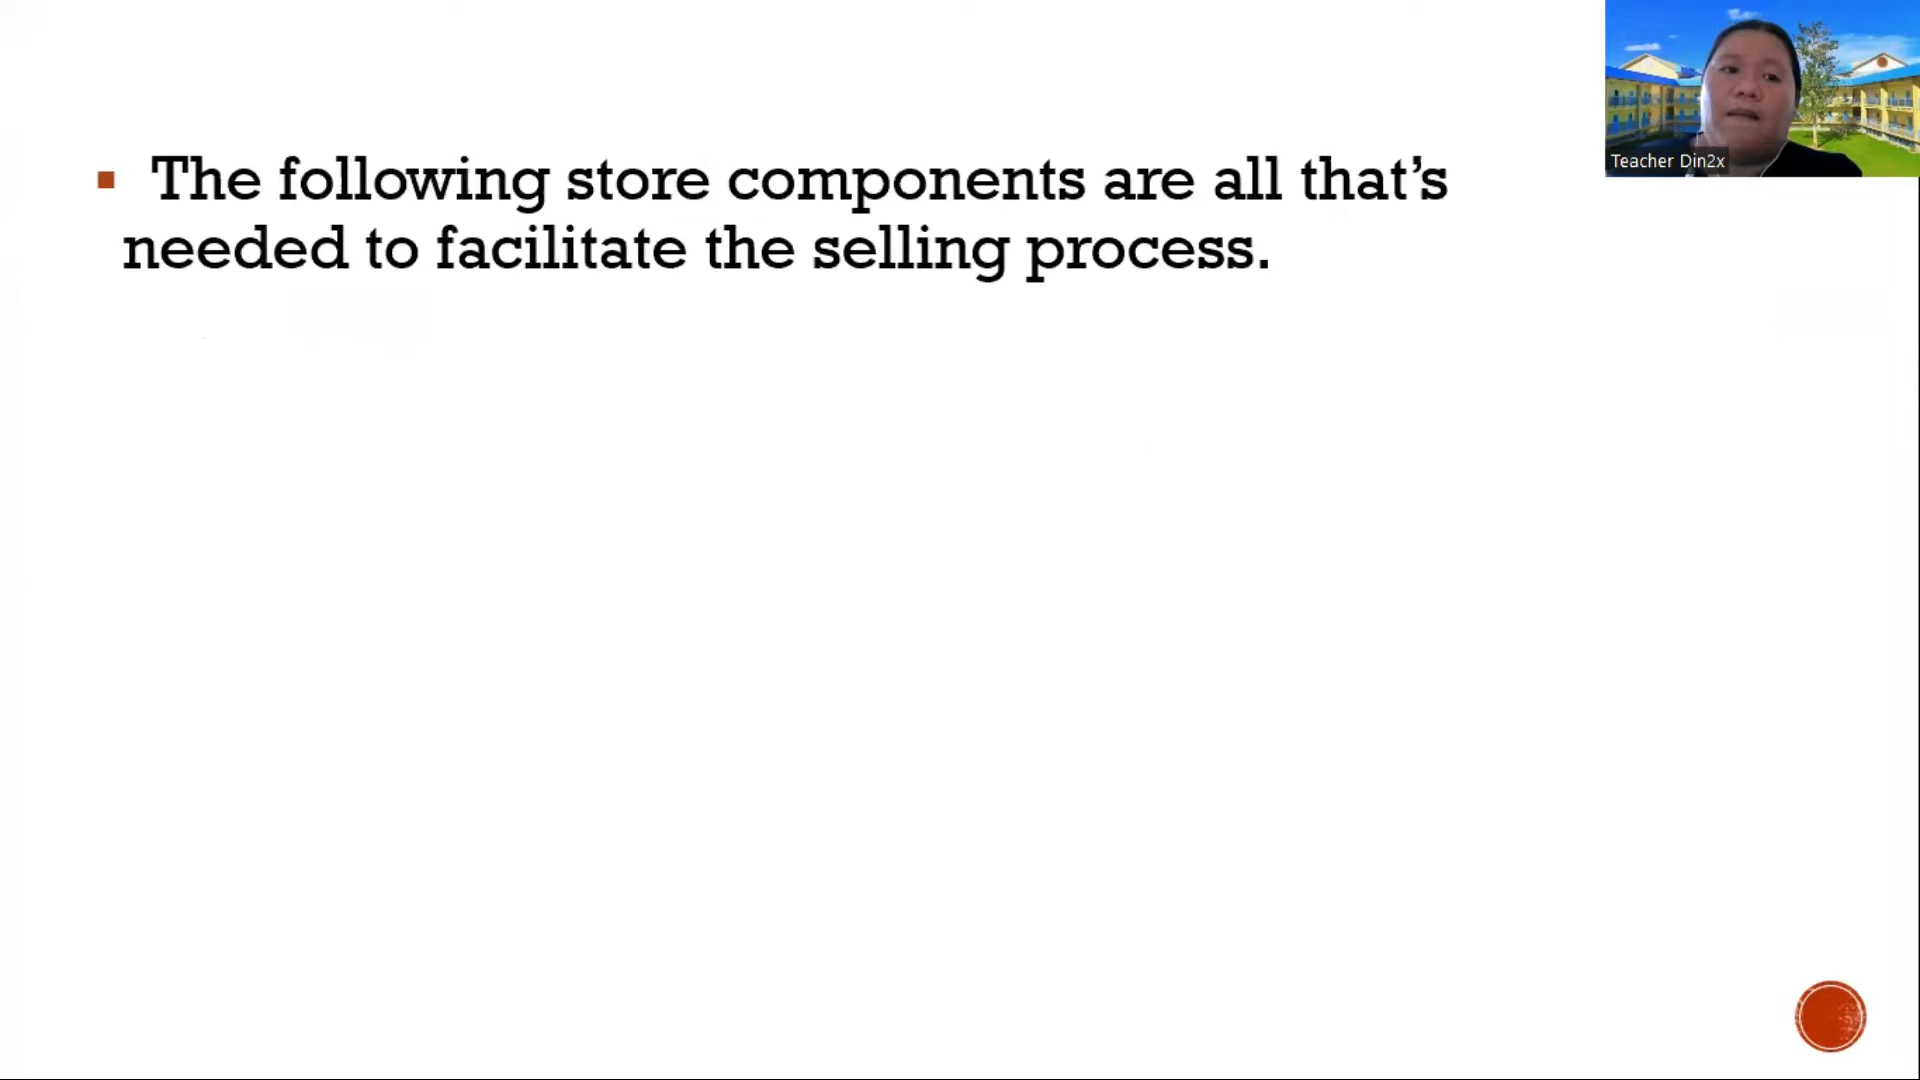 The following store components are all that’s
needed to facilitate the selling process.
Teacher Din2x